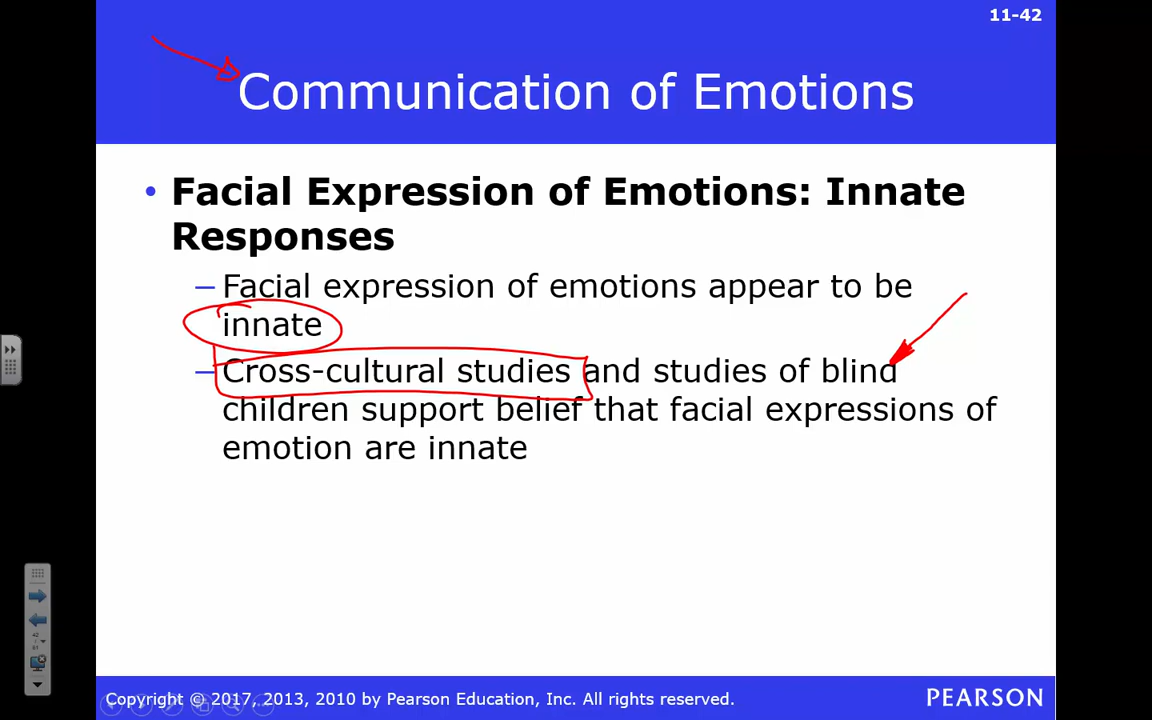 11-42
Communication of Emotions
• Facial Expression of Emotions: Innate
Responses
– Facial expression of emotions appear to be
innate
– Cross-cultural studies and studies of blind
children support belief that facial expressions of
emotion are innate
42
Copyright © 2017, 2013, 2010 by Pearson Education, Inc. All rights reserved.
PEARSON